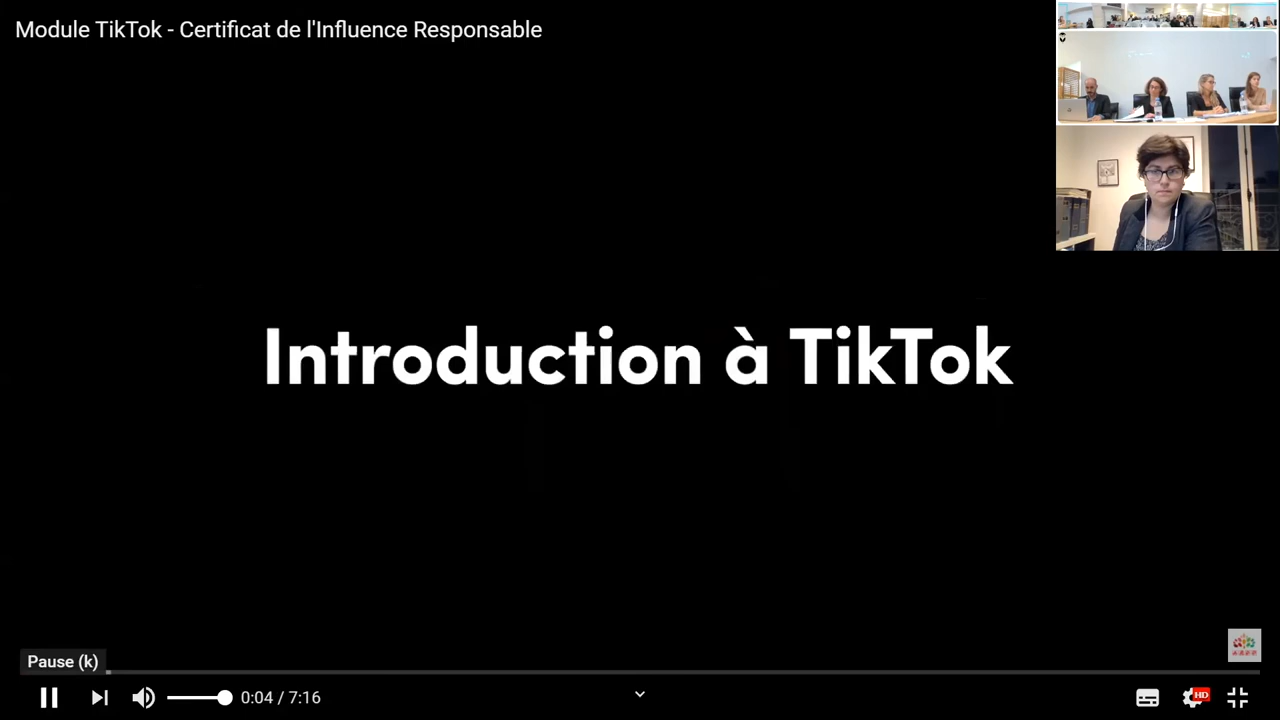 Module TikTok - Certificat de l'Influence Responsable
Introduction à TikTok
Pause (k)
0:04 / 7:16
HD